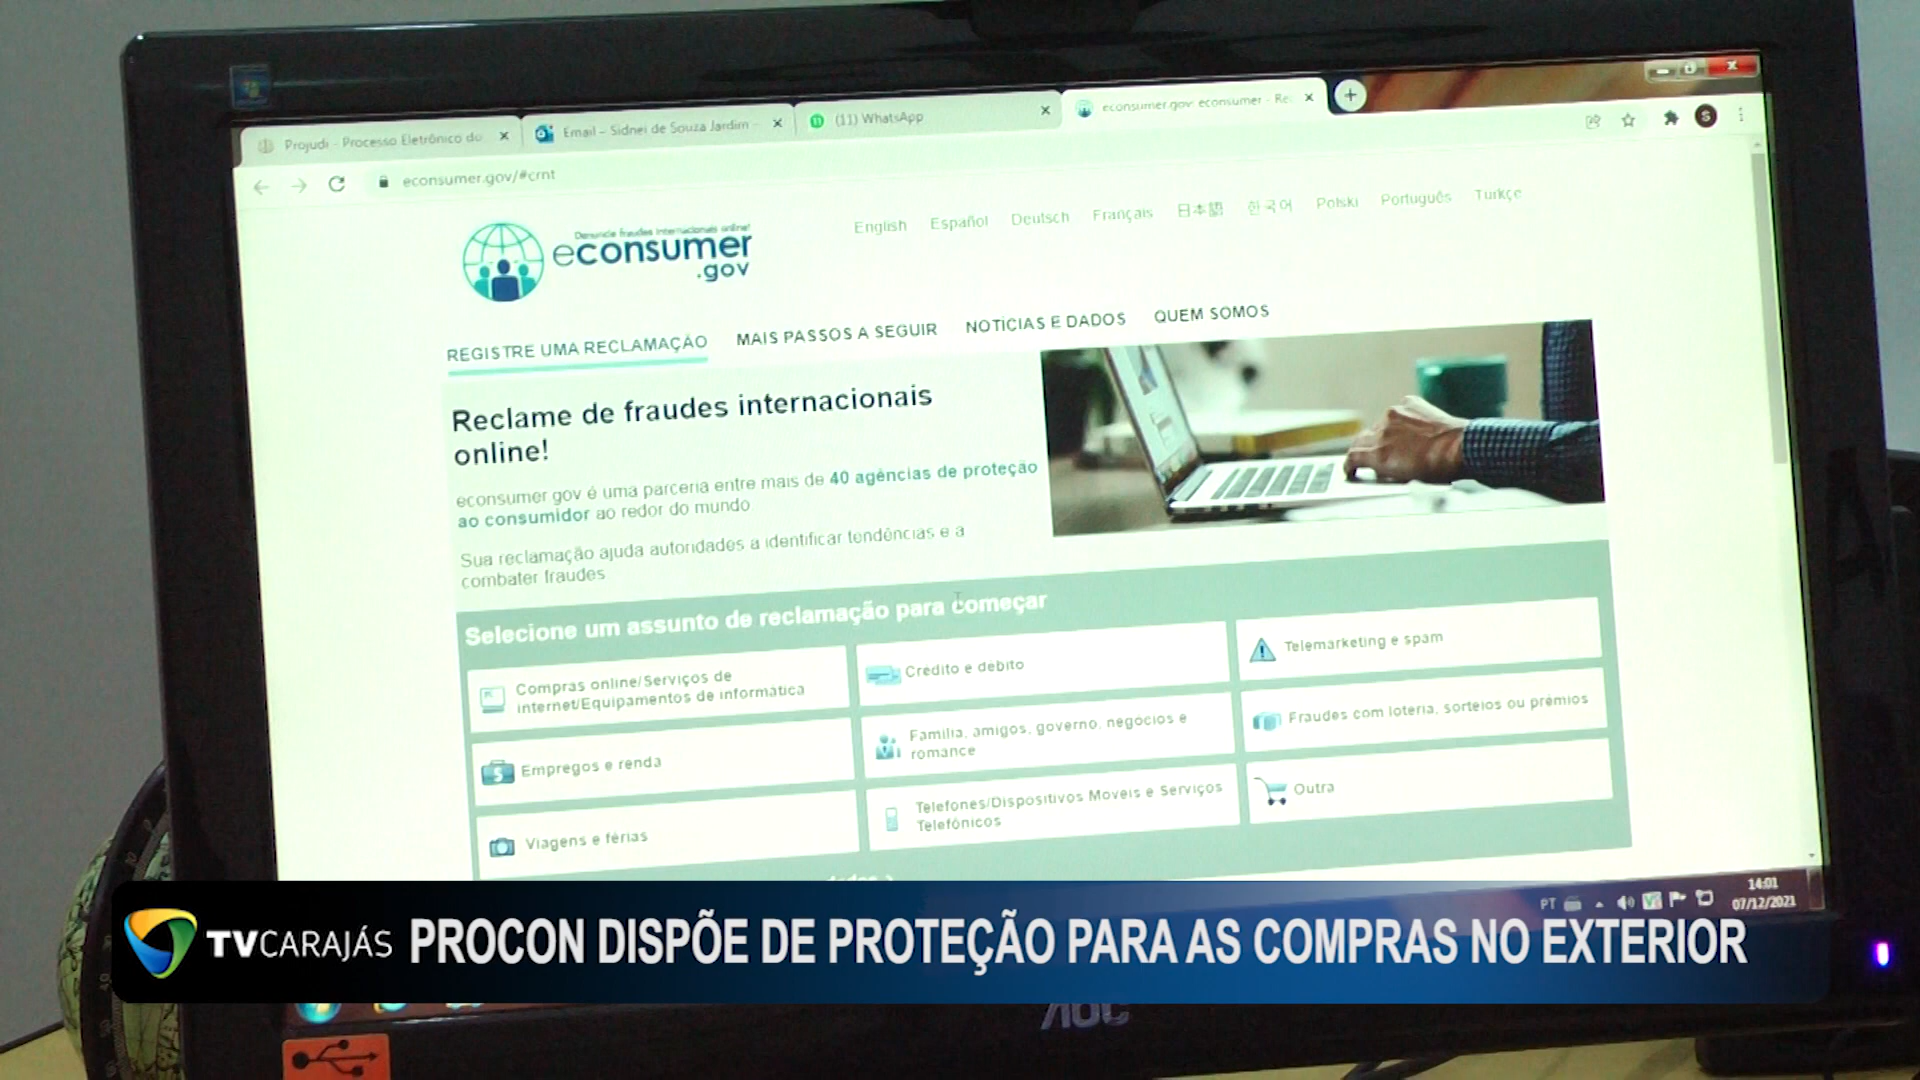 Projudi - Processo Eletrônico do
Email – Sidnei de Souza Jardim –
(11) WhatsApp
econsumer.gov: econsumer - Re
econsumer.gov/#crnt
S
English Español Deutsch Français 日本語 한국어 Polski Português Türkçe
Denuncie fraudes internacionais online!
econsumer
.gov
REGISTRE UMA RECLAMAÇÃO MAIS PASSOS A SEGUIR NOTÍCIAS E DADOS QUEM SOMOS
Reclame de fraudes internacionais
online!
econsumer.gov é uma parceria entre mais de 40 agências de proteção
ao consumidor ao redor do mundo.
Sua reclamação ajuda autoridades a identificar tendências e a
combater fraudes
Selecione um assunto de reclamação para começar
Compras online/Serviços de
internet/Equipamentos de informática
Crédito e débito
Telemarketing e spam
Empregos e renda
Família, amigos, governo, negócios e
romance
Fraudes com loteria, sorteios ou prêmios
Viagens e férias
Telefones/Dispositivos Móveis e Serviços
Telefônicos
Outra
PT
14:01
07/12/2021
TVCARAJÁS
PROCON DISPÕE DE PROTEÇÃO PARA AS COMPRAS NO EXTERIOR
AOC